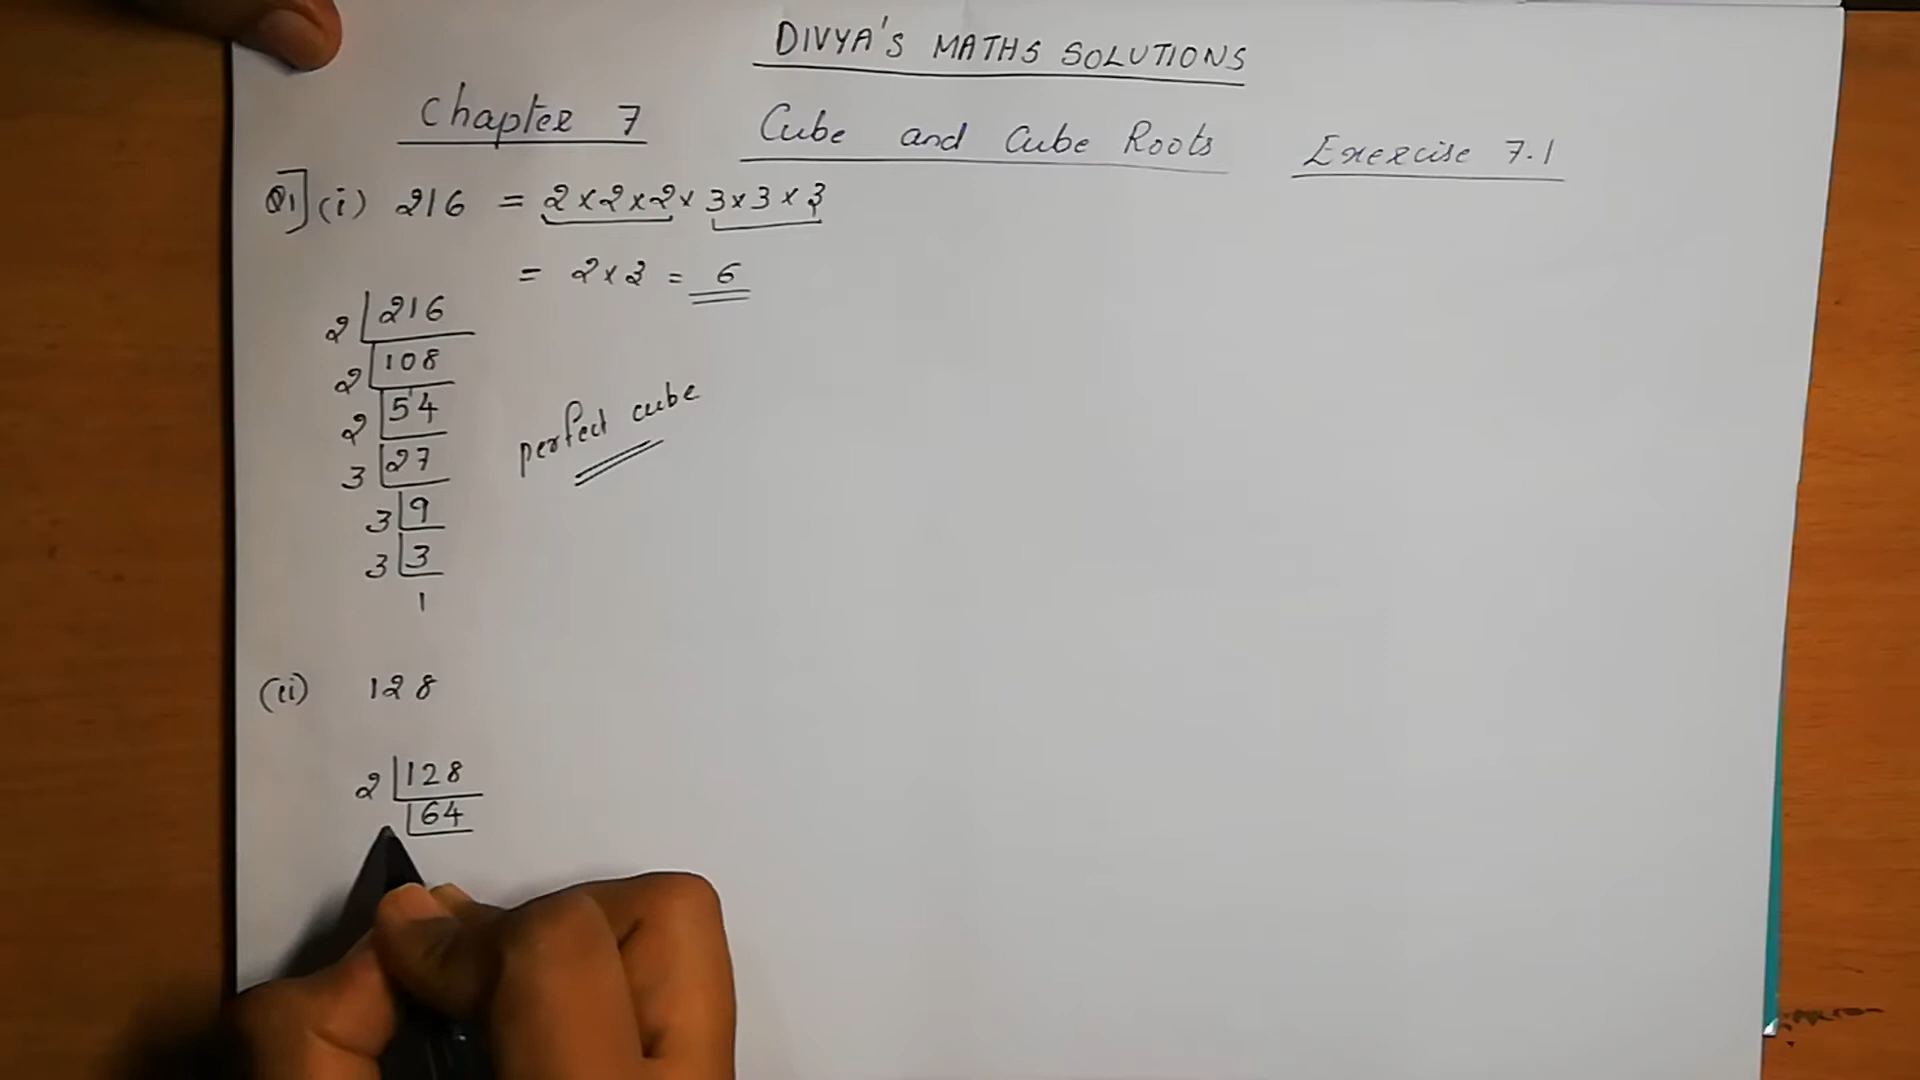 DIVYA'S MATHS SOLUTIONS
Chapter 7 Cube and Cube Roots Exercise 7.1
Q1] (i) 216 = 2×2×2×3×3×3
= 2×3 = 6
2 | 216
2 | 108
2 | 54
3 | 27
3 | 9
3 | 3
1
perfect cube
(ii) 128
2 | 128
64